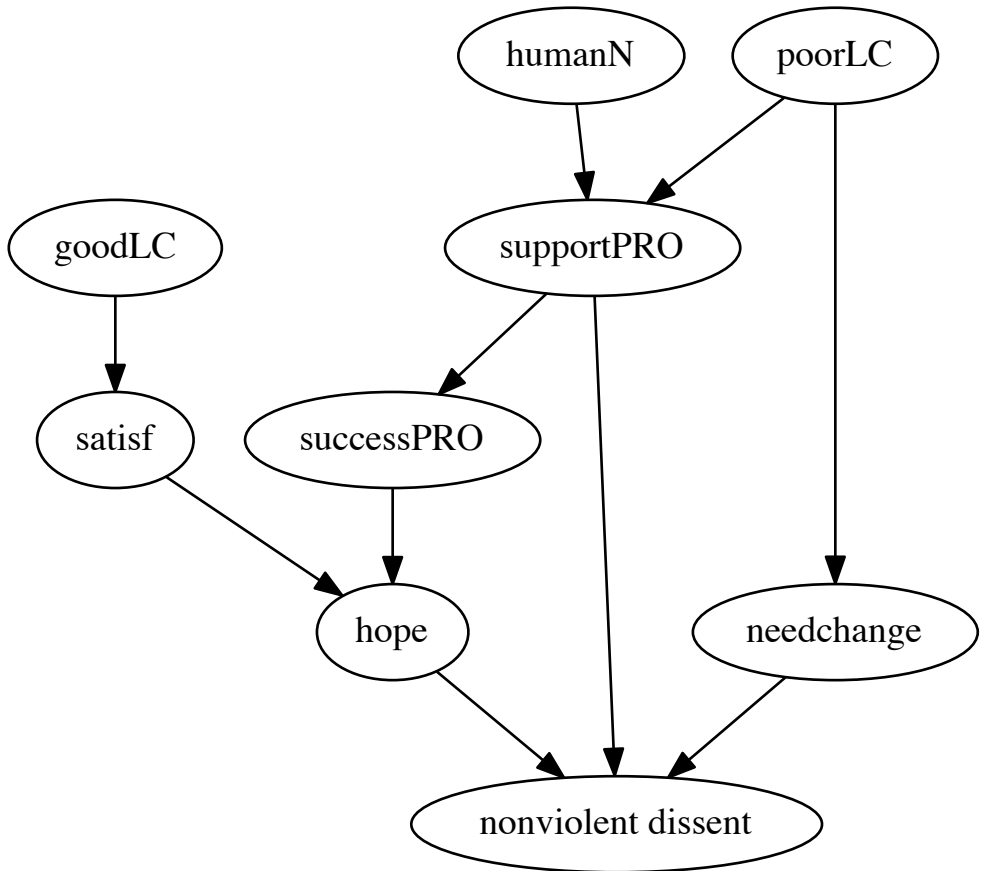 humanN
poorLC
goodLC
supportPRO
satisf
successPRO
hope
needchange
nonviolent dissent